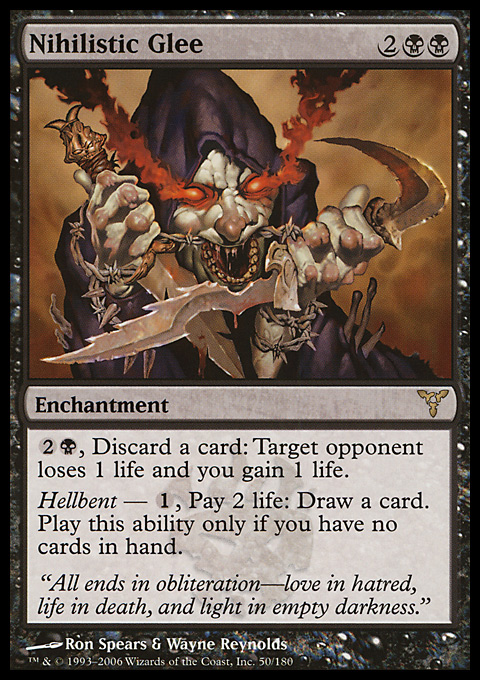 Nihilistic Glee 2
Enchantment
2, Discard a card: Target opponent
loses 1 life and you gain 1 life.
Hellbent — 1, Pay 2 life: Draw a card.
Play this ability only if you have no
cards in hand.
“All ends in obliteration—love in hatred,
life in death, and light in empty darkness.”
Ron Spears & Wayne Reynolds
™ & © 1993–2006 Wizards of the Coast, Inc. 50/180